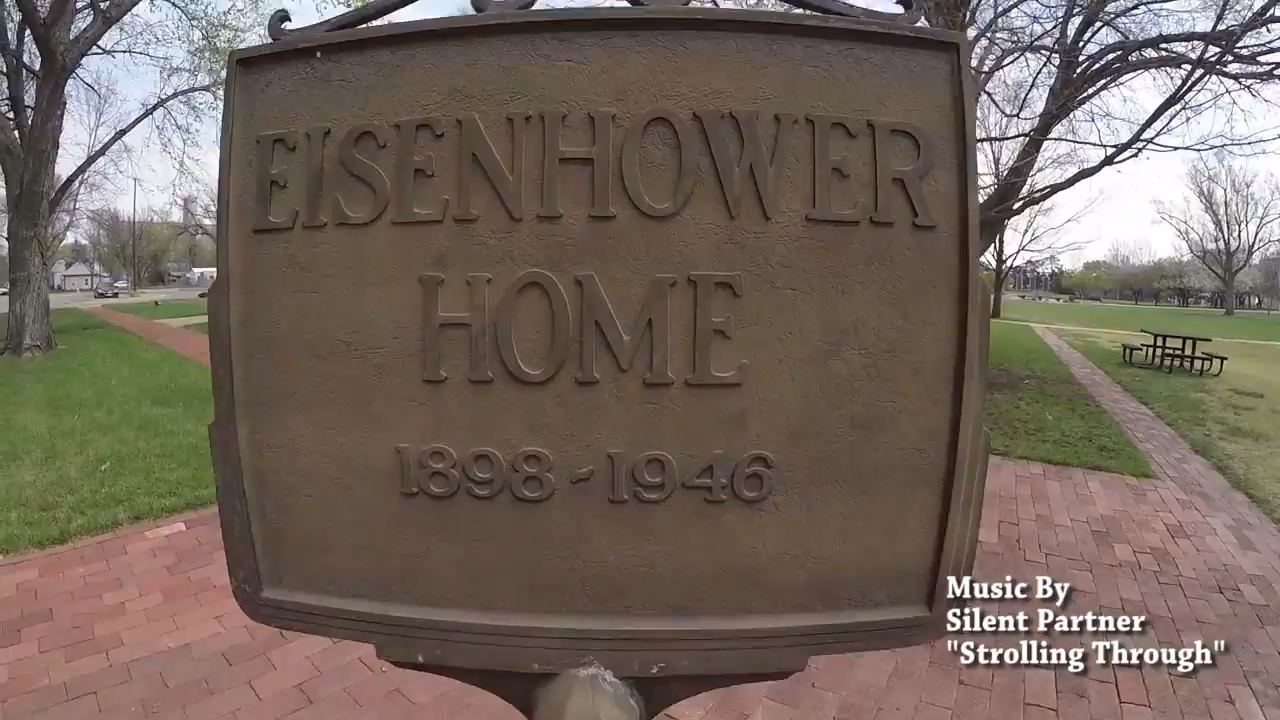 EISENHOWER
HOME
1898-1946
Music By
Silent Partner
"Strolling Through"